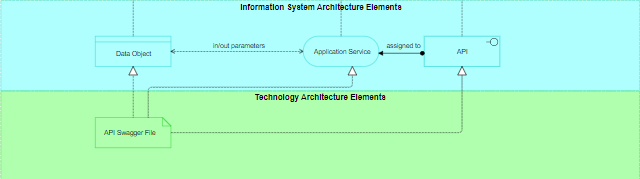 Information System Architecture Elements
Data Object
in/out parameters
Application Service
assigned to
API
Technology Architecture Elements
API Swagger File